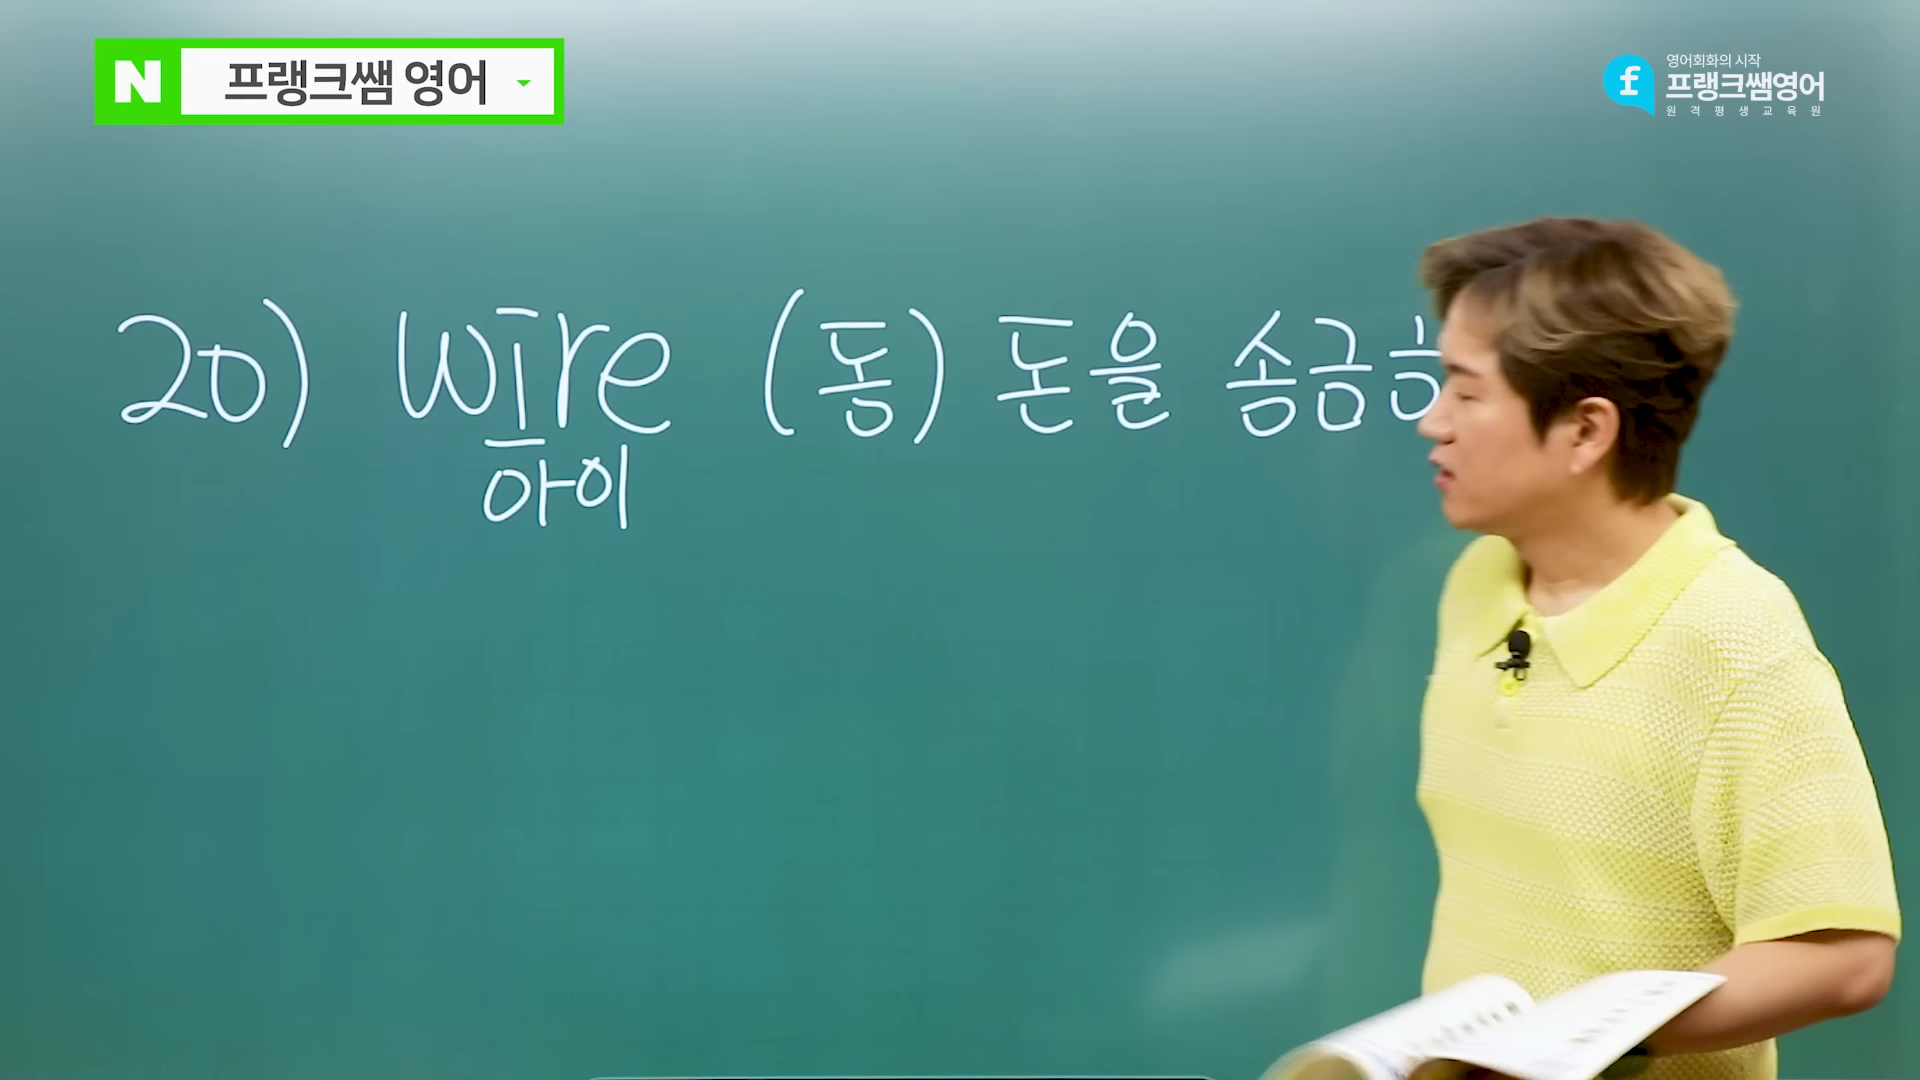 N 프랭크쌤 영어
영어회화의 시작
프랭크쌤영어
원격평생교육원
20) wire (동) 돈을 송금하
아이